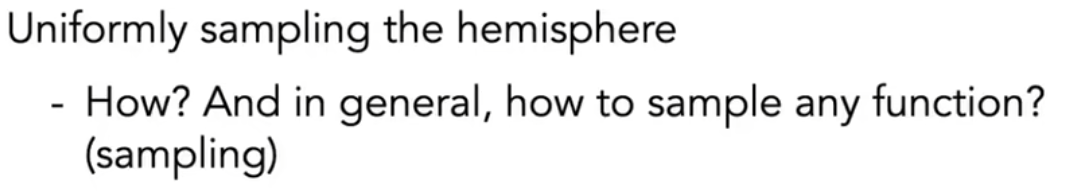 Uniformly sampling the hemisphere
- How? And in general, how to sample any function?
(sampling)